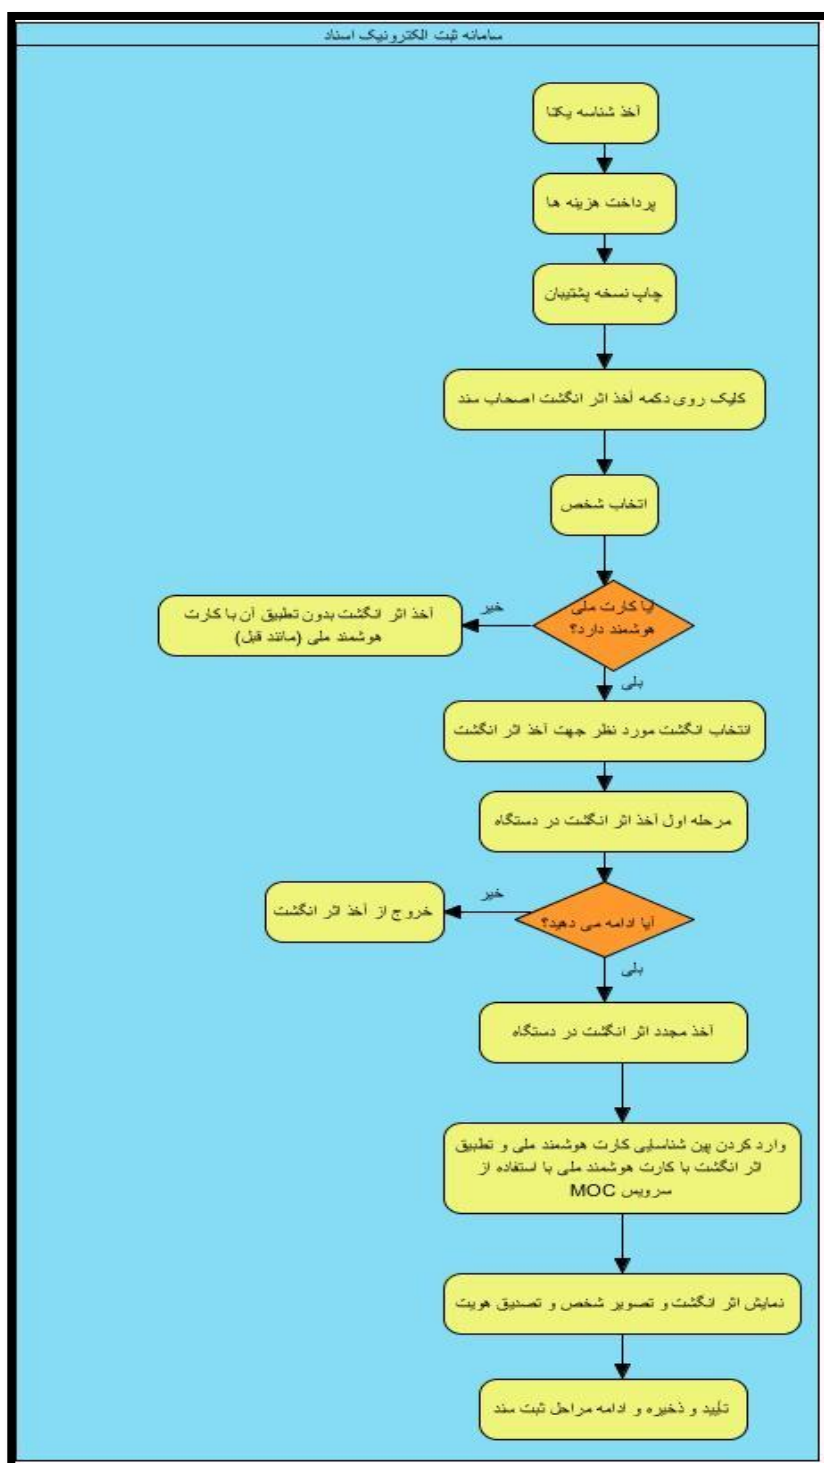 سامانه ثبت الکترونیک اسناد
أخذ شناسه یکتا
پرداخت هزینه ها
چاپ نسخه پشتیبان
کلیک روی دکمه أخذ اثر انگشت اصحاب سند
انتخاب شخص
آیا کارت ملی
هوشمند دارد؟
خیر
أخذ اثر انگشت بدون تطبیق آن با کارت
هوشمند ملی (مانند قبل)
بلی
انتخاب انگشت مورد نظر جهت أخذ اثر انگشت
مرحله اول أخذ اثر انگشت در دستگاه
آیا ادامه می دهید؟
خیر
خروج از أخذ اثر انگشت
بلی
أخذ مجدد اثر انگشت در دستگاه
وارد کردن پین شناسایی کارت هوشمند ملی و تطبیق
اثر انگشت با کارت هوشمند ملی با استفاده از
سرویس MOC
نمایش اثر انگشت و تصویر شخص و تصدیق هویت
تأیید و ذخیره و ادامه مراحل ثبت سند